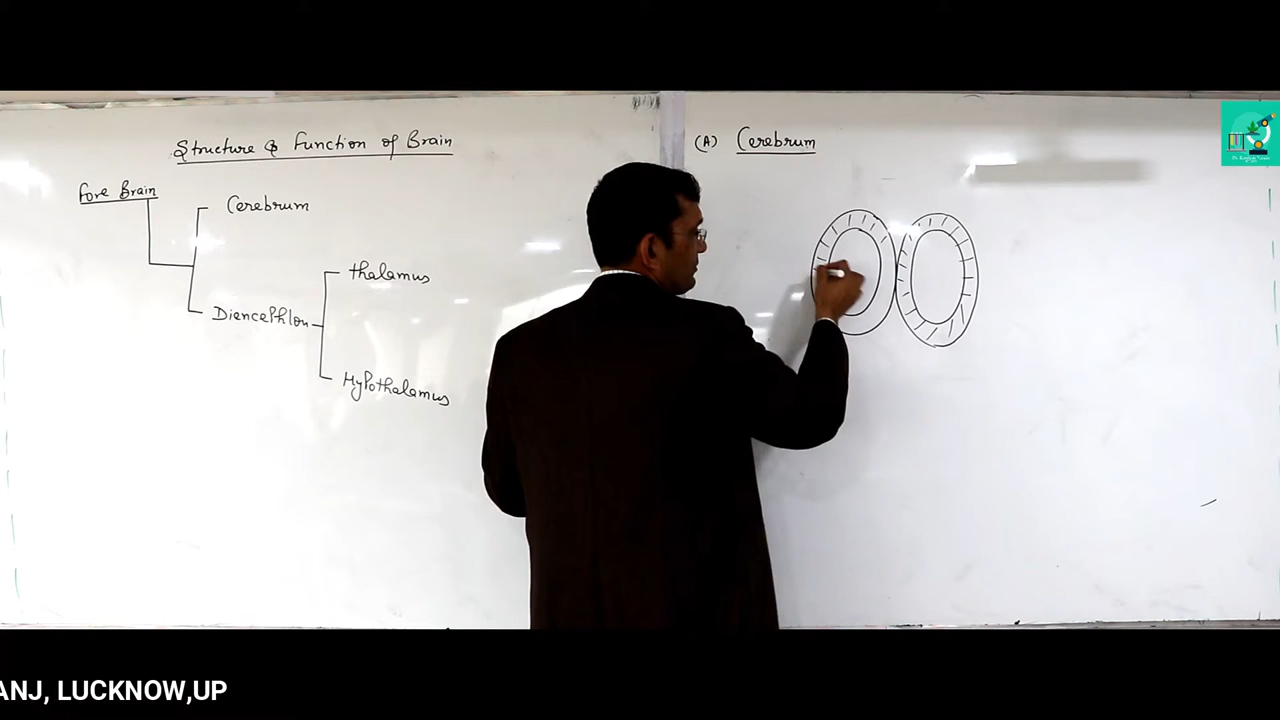 Structure & Function of Brain
Fore Brain
Cerebrum
DiencePhlon
thalamus
HyPothalamus
(A) Cerebrum
ANJ, LUCKNOW,UP